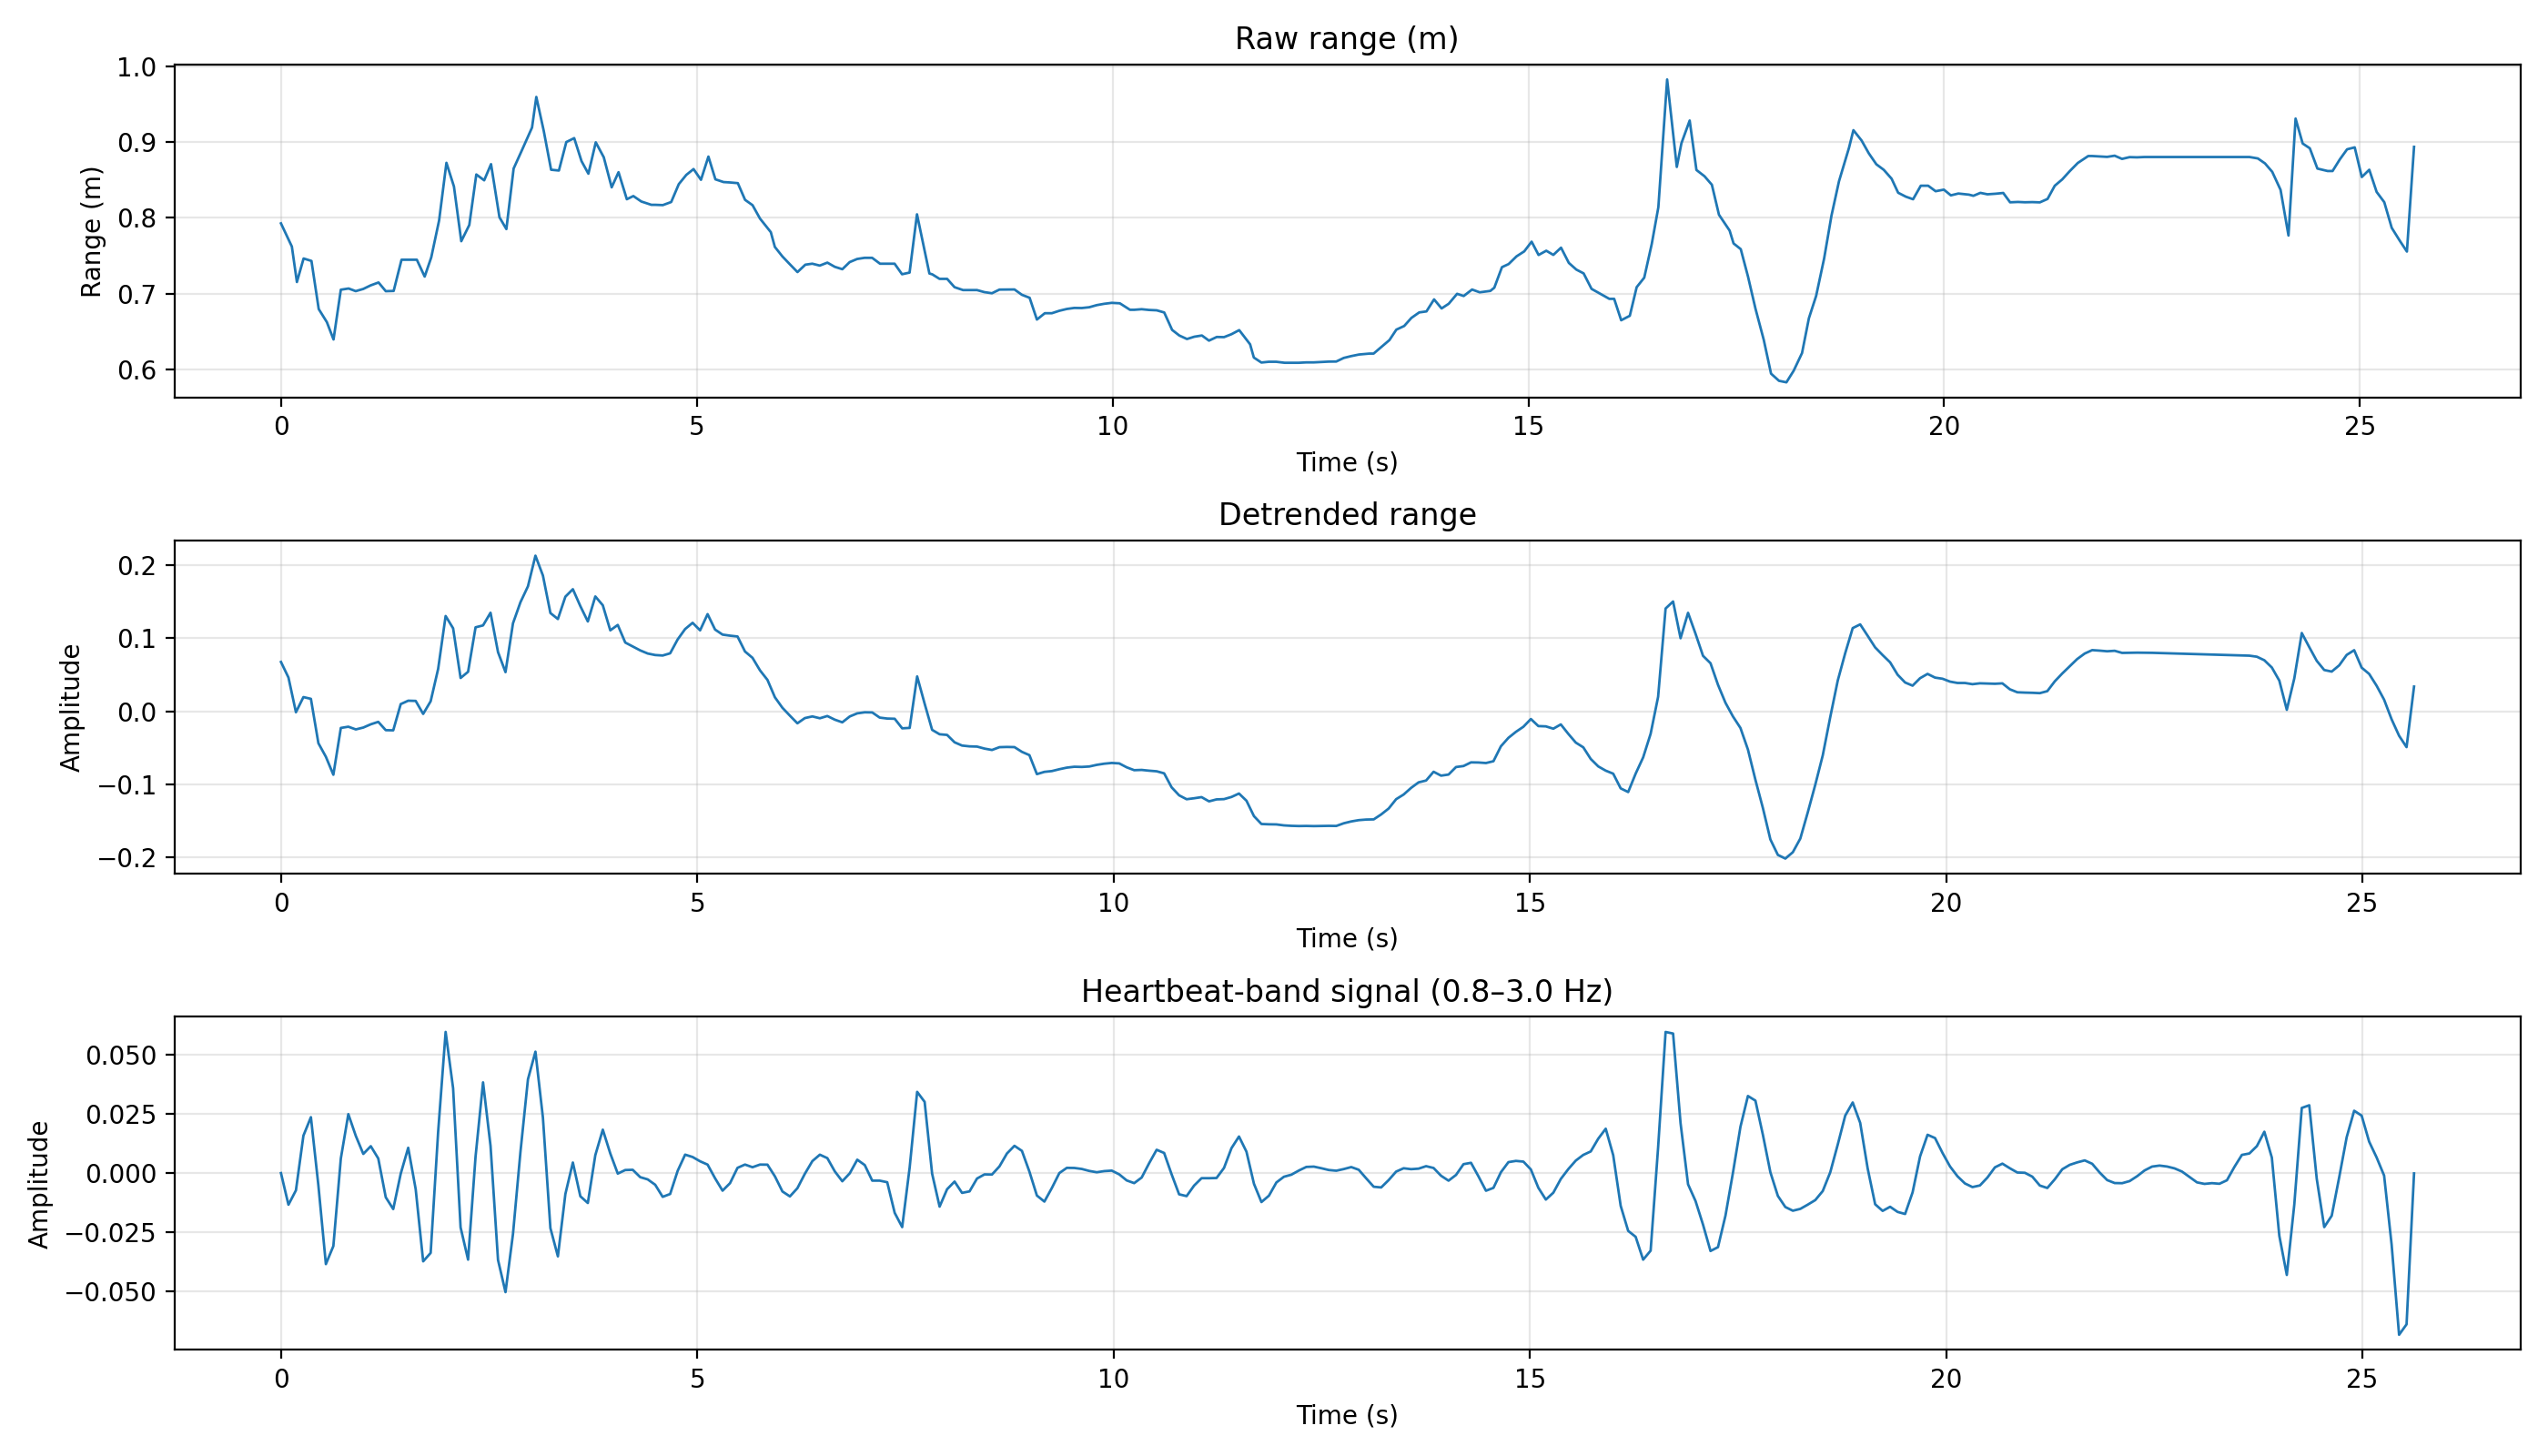 Raw range (m)
1.0
0.9
0.8
0.7
0.6
Range (m)
0 5 10 15 20 25
Time (s)
Detrended range
0.2
0.1
0.0
−0.1
−0.2
Amplitude
0 5 10 15 20 25
Time (s)
Heartbeat-band signal (0.8–3.0 Hz)
0.050
0.025
0.000
−0.025
−0.050
Amplitude
0 5 10 15 20 25
Time (s)